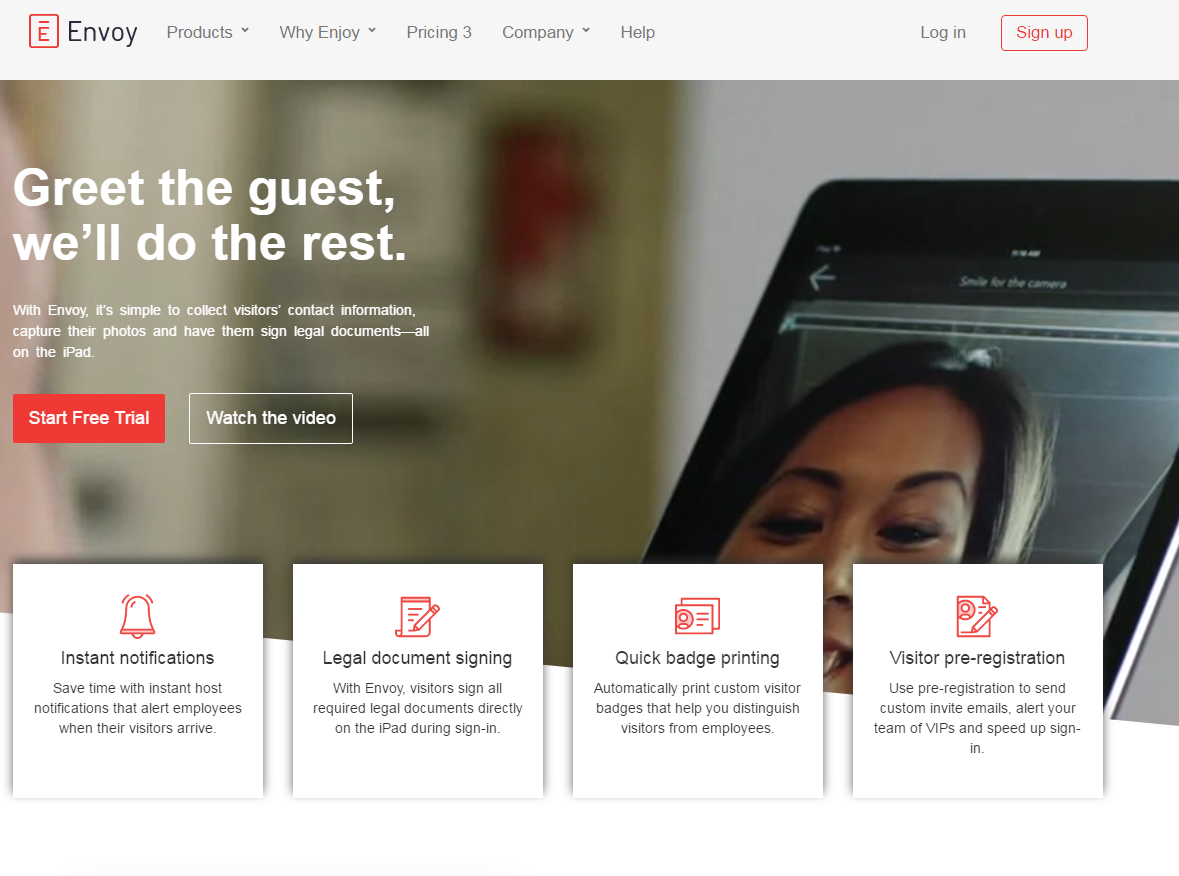 Envoy
Products
Why Enjoy
Pricing 3
Company
Help
Log in
Sign up
Greet the guest,
we’ll do the rest.
With Envoy, it’s simple to collect visitors’ contact information,
capture their photos and have them sign legal documents—all
on the iPad.
Start Free Trial
Watch the video
11:16 AM
Smile for the camera
Instant notifications
Save time with instant host
notifications that alert employees
when their visitors arrive.
Legal document signing
With Envoy, visitors sign all
required legal documents directly
on the iPad during sign-in.
Quick badge printing
Automatically print custom visitor
badges that help you distinguish
visitors from employees.
Visitor pre-registration
Use pre-registration to send
custom invite emails, alert your
team of VIPs and speed up sign-
in.